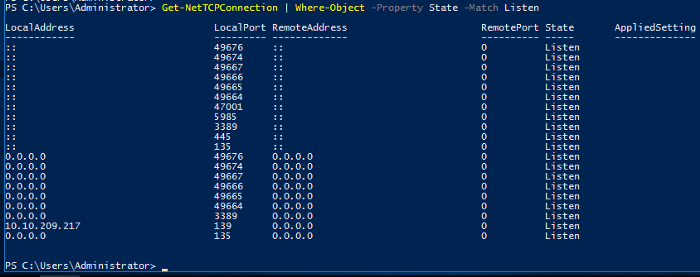 PS C:\Users\Administrator> Get-NetTCPConnection | Where-Object -Property State -Match Listen
LocalAddress LocalPort RemoteAddress RemotePort State AppliedSetting
------------ --------- ------------- ---------- ----- --------------
:: 49676 :: 0 Listen
:: 49674 :: 0 Listen
:: 49667 :: 0 Listen
:: 49666 :: 0 Listen
:: 49665 :: 0 Listen
:: 49664 :: 0 Listen
:: 47001 :: 0 Listen
:: 5985 :: 0 Listen
:: 3389 :: 0 Listen
:: 445 :: 0 Listen
:: 135 :: 0 Listen
0.0.0.0 49676 0.0.0.0 0 Listen
0.0.0.0 49674 0.0.0.0 0 Listen
0.0.0.0 49667 0.0.0.0 0 Listen
0.0.0.0 49666 0.0.0.0 0 Listen
0.0.0.0 49665 0.0.0.0 0 Listen
0.0.0.0 49664 0.0.0.0 0 Listen
0.0.0.0 3389 0.0.0.0 0 Listen
10.10.209.217 139 0.0.0.0 0 Listen
0.0.0.0 135 0.0.0.0 0 Listen
PS C:\Users\Administrator> _